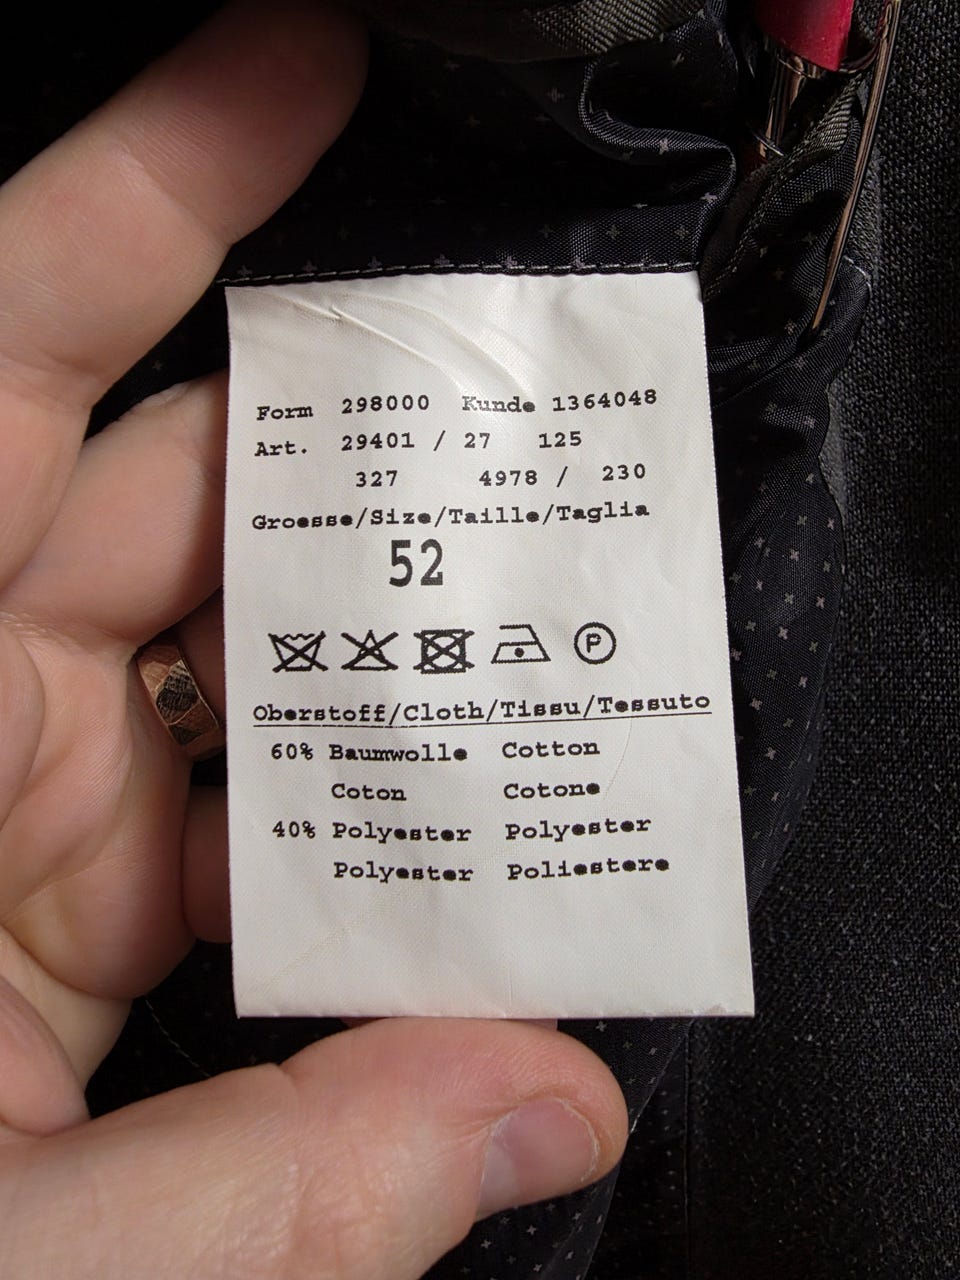 Form 298000 Kunde 1364048
Art. 29401 / 27 125
327 4978 / 230
Groesse/Size/Taille/Taglia
52
P
Oberstoff/Cloth/Tissu/Tessuto
60% Baumwolle Cotton
Coton Cotone
40% Polyester Polyester
Polyester Poliestere